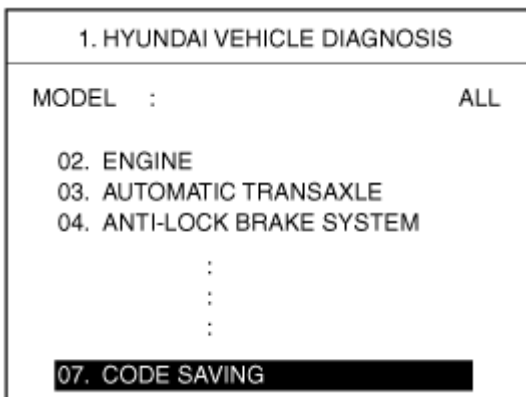 1. HYUNDAI VEHICLE DIAGNOSIS
MODEL : ALL
02. ENGINE
03. AUTOMATIC TRANSAXLE
04. ANTI-LOCK BRAKE SYSTEM
:
:
:
07. CODE SAVING